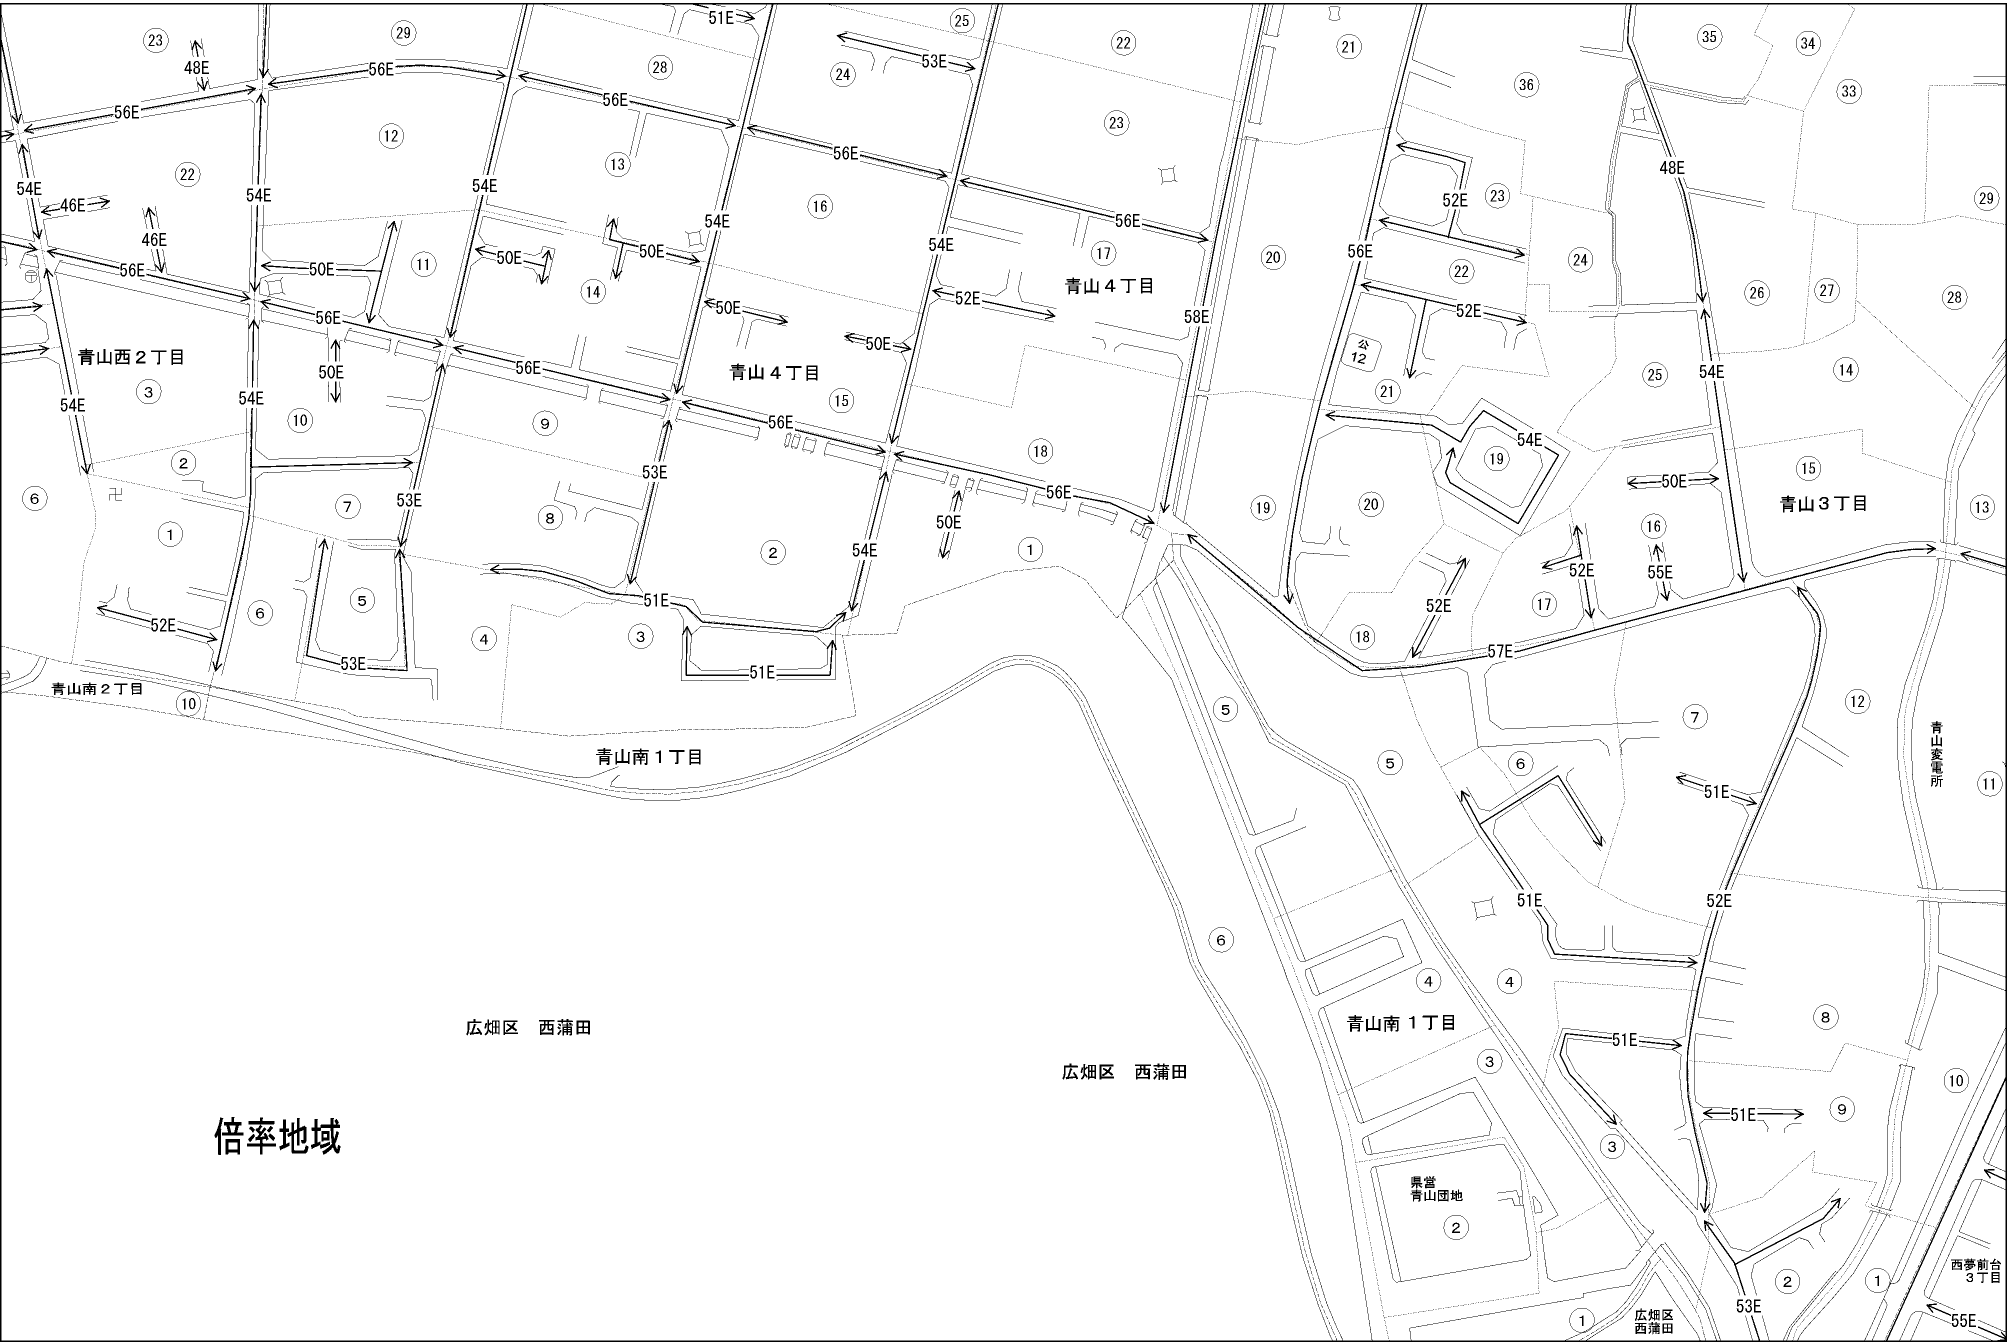 51E
23
29
25
22
21
35
34
48E
56E
28
24
53E
36
33
56E
56E
12
13
23
56E
48E
22
54E
54E
54E
16
54E
56E
52E
23
29
46E
46E
50E
11
50E
50E
54E
17
20
56E
22
24
56E
14
青山４丁目
26
27
28
56E
50E
52E
58E
52E
青山西２丁目
50E
公
12
3
50E
56E
青山４丁目
21
25
54E
14
54E
54E
10
9
56E
15
54E
2
53E
18
19
15
6
7
53E
56E
50E
青山３丁目
1
8
50E
19
20
16
13
2
54E
1
5
51E
52E
55E
6
52E
17
52E
4
3
18
53E
51E
57E
青山南２丁目
10
5
7
12
青山南１丁目
5
6
青山変電所
51E
11
51E
52E
6
4
4
青山南１丁目
8
広畑区　西蒲田
51E
広畑区　西蒲田
3
10
51E
9
倍率地域
3
県営
青山団地
2
西夢前台
３丁目
2
1
53E
1
広畑区
西蒲田
55E